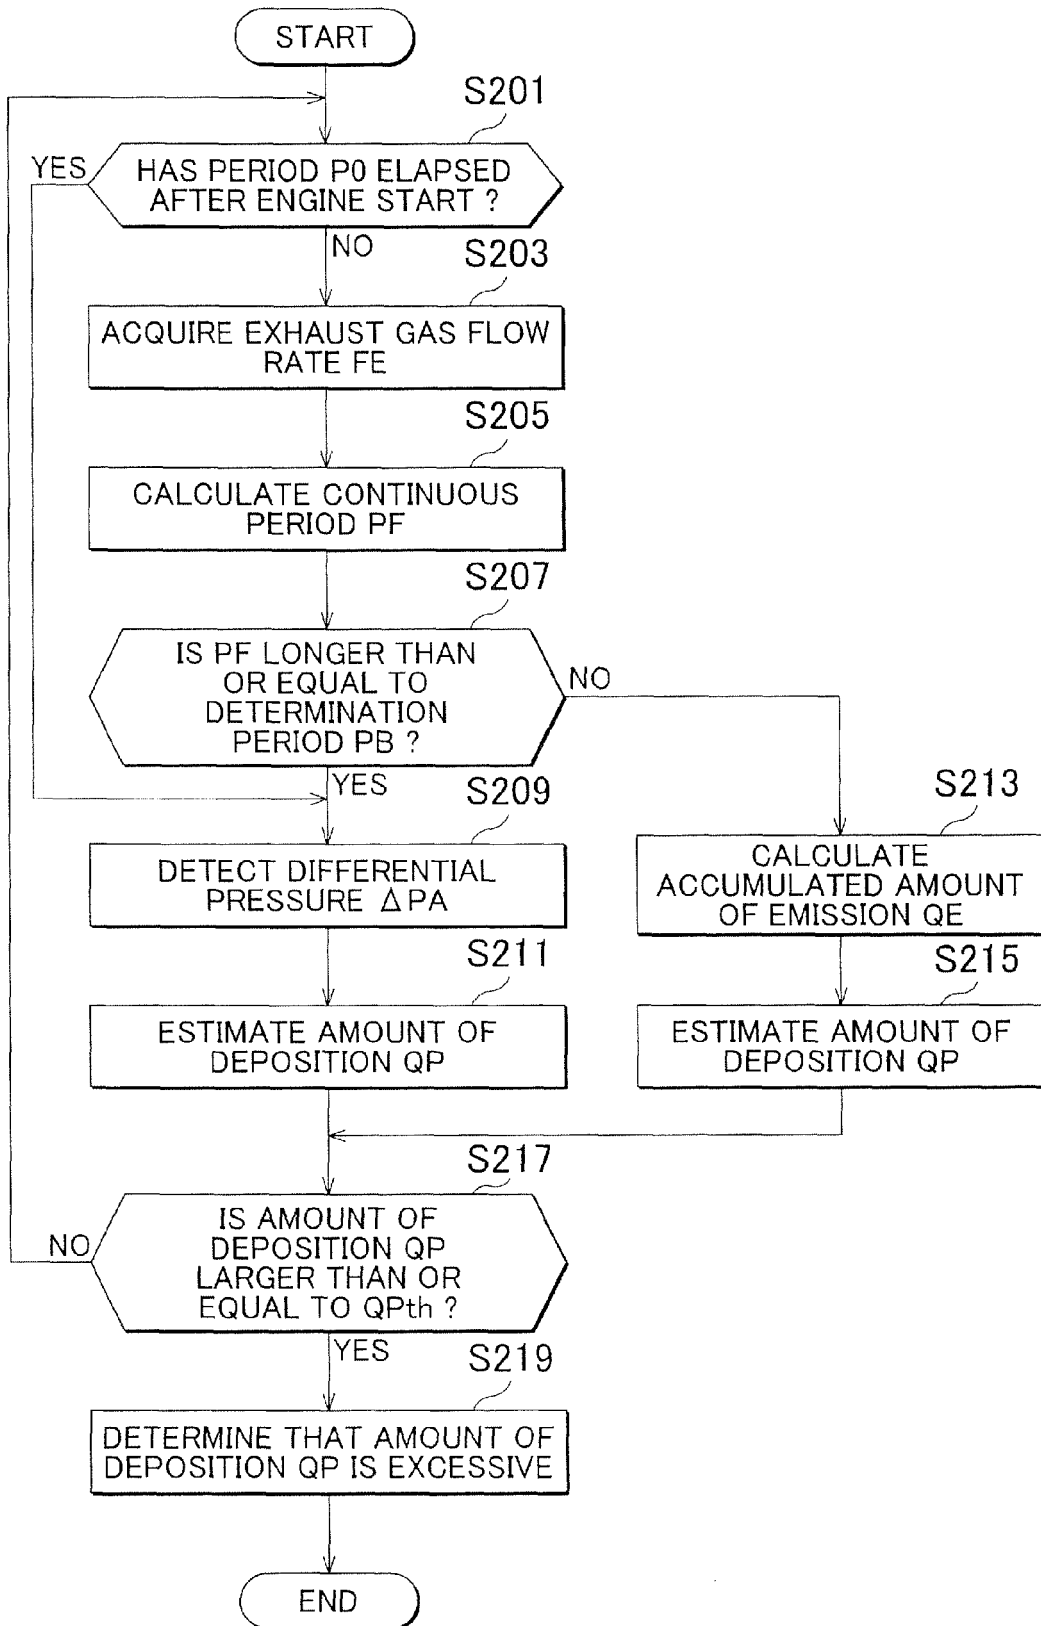 START
S201
YES
HAS PERIOD P0 ELAPSED
AFTER ENGINE START ?
NO
S203
ACQUIRE EXHAUST GAS FLOW
RATE FE
S205
CALCULATE CONTINUOUS
PERIOD PF
S207
IS PF LONGER THAN
OR EQUAL TO
DETERMINATION
PERIOD PB ?
NO
YES
S209
DETECT DIFFERENTIAL
PRESSURE ΔPA
S211
ESTIMATE AMOUNT OF
DEPOSITION QP
S213
CALCULATE
ACCUMULATED AMOUNT
OF EMISSION QE
S215
ESTIMATE AMOUNT OF
DEPOSITION QP
S217
NO
IS AMOUNT OF
DEPOSITION QP
LARGER THAN OR
EQUAL TO QPth ?
YES
S219
DETERMINE THAT AMOUNT OF
DEPOSITION QP IS EXCESSIVE
END